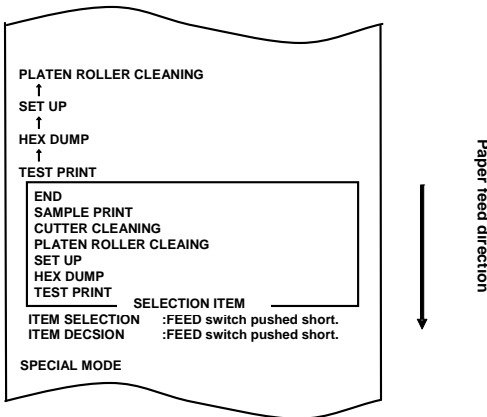 PLATEN ROLLER CLEANING
↑
SET UP
↑
HEX DUMP
↑
TEST PRINT
END
SAMPLE PRINT
CUTTER CLEANING
PLATEN ROLLER CLEAING
SET UP
HEX DUMP
TEST PRINT
SELECTION ITEM
ITEM SELECTION :FEED switch pushed short.
ITEM DECSION :FEED switch pushed short.
SPECIAL MODE
Paper feed direction